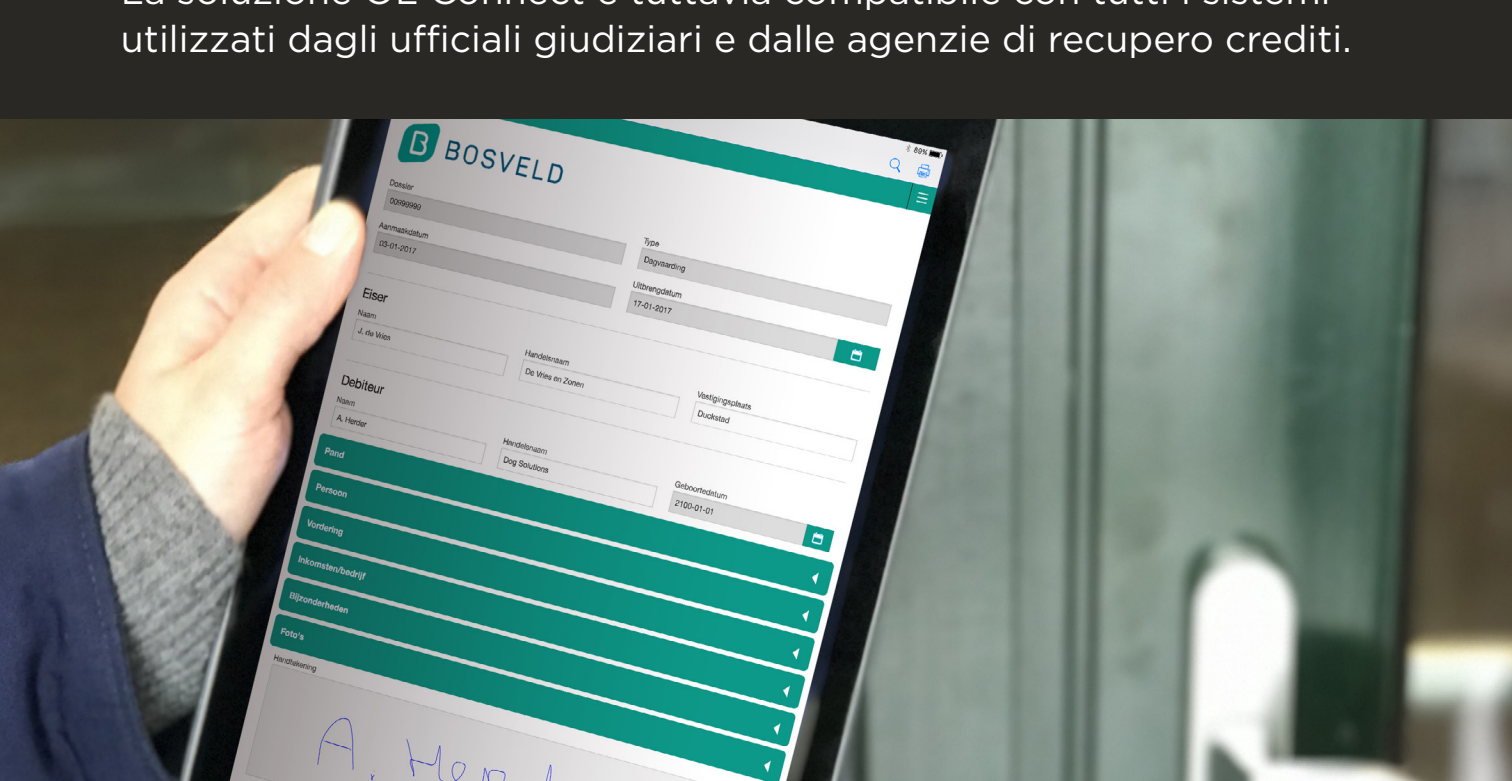 utilizzati dagli ufficiali giudiziari e dalle agenzie di recupero crediti.
89%
B BOSVELD
Dossier
00998999
Type
Dagvaarding
Aanmaakdatum
03-01-2017
Uitbrengdatum
17-01-2017
Eiser
Naam
J. de Vries
Handelsnaam
De Vries en Zonen
Vestigingsplaats
Duckstad
Debiteur
Naam
A. Herder
Handelsnaam
Dog Solutions
Geboortedatum
2100-01-01
Pand
Persoon
Vordering
Inkomsten/bedrijf
Bijzonderheden
Foto's
Handtekening
A. Her